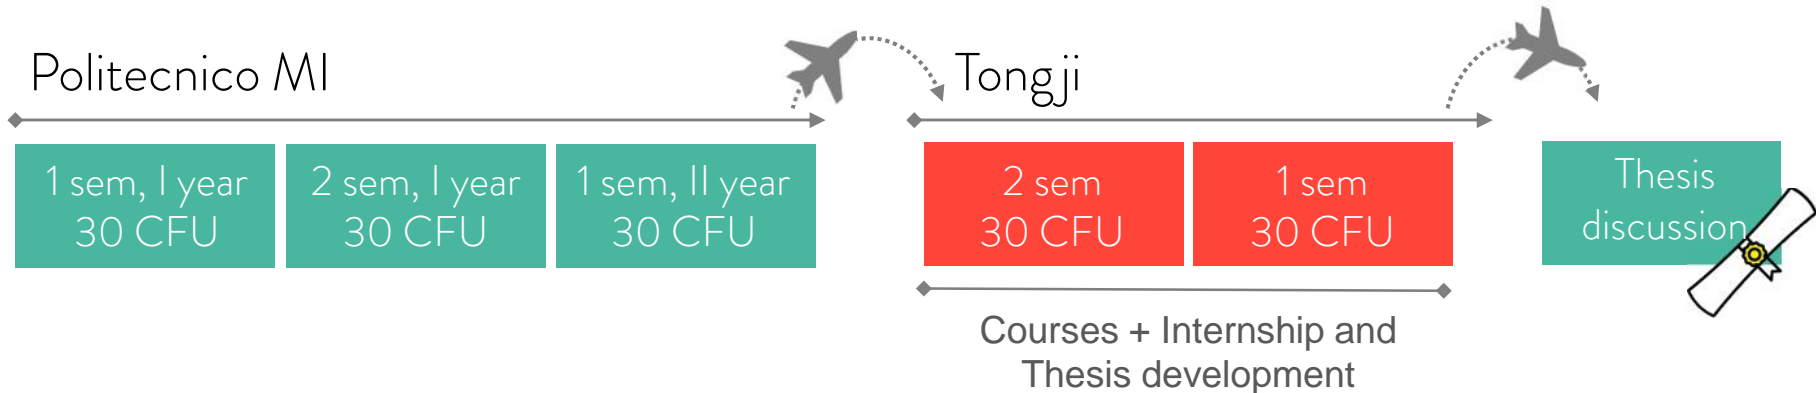 Politecnico MI
Tongji
1 sem, I year
30 CFU
2 sem, I year
30 CFU
1 sem, II year
30 CFU
2 sem
30 CFU
1 sem
30 CFU
Thesis
discussion
Courses + Internship and
Thesis development